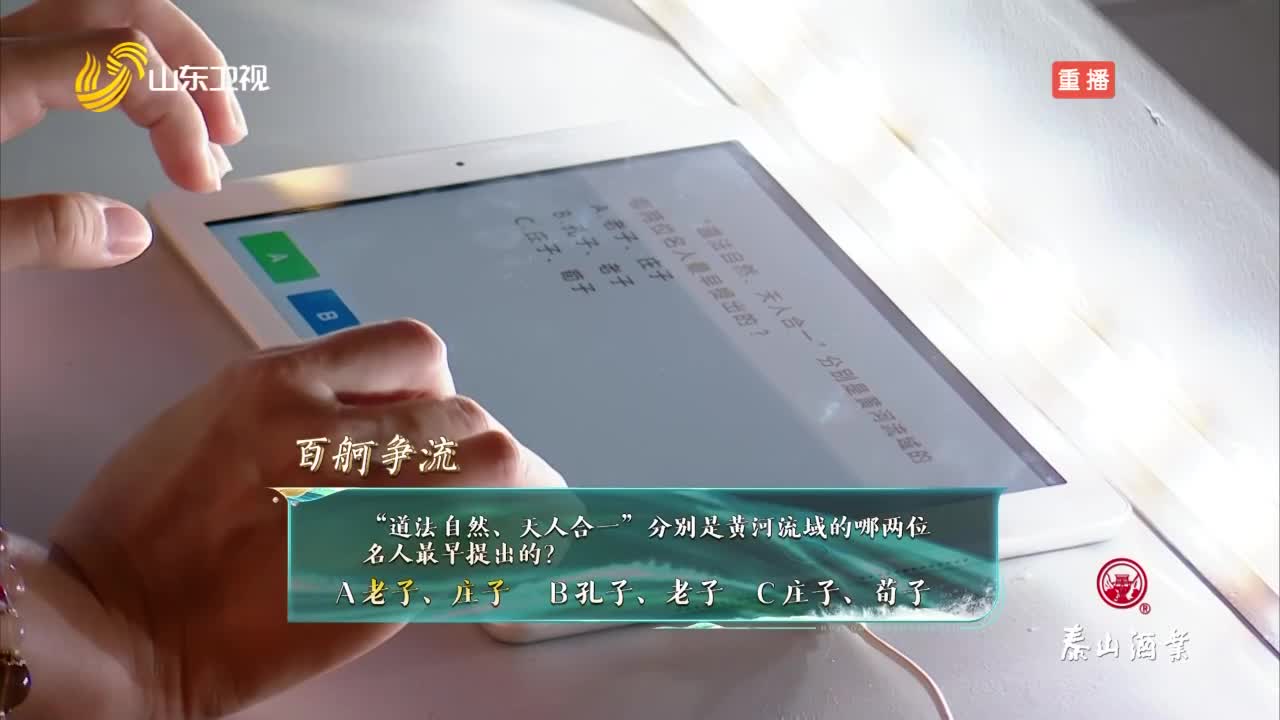 山东卫视
重播
“道法自然、天人合一”分别是黄河流域的
哪两位名人最早提出的？
A.老子、庄子
B.孔子、老子
C.庄子、荀子
A
B
百舸争流
“道法自然、天人合一”分别是黄河流域的哪两位
名人最早提出的?
A老子、庄子 B孔子、老子 C庄子、荀子
泰山酒业